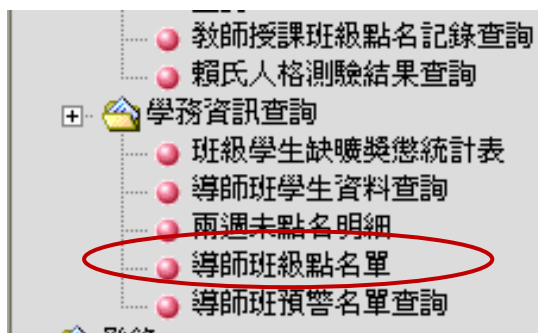 教師授課班級點名記錄查詢
賴氏人格測驗結果查詢
學務資訊查詢
班級學生缺曠獎懲統計表
導師班學生資料查詢
兩週未點名明細
導師班級點名單
導師班預警名單查詢